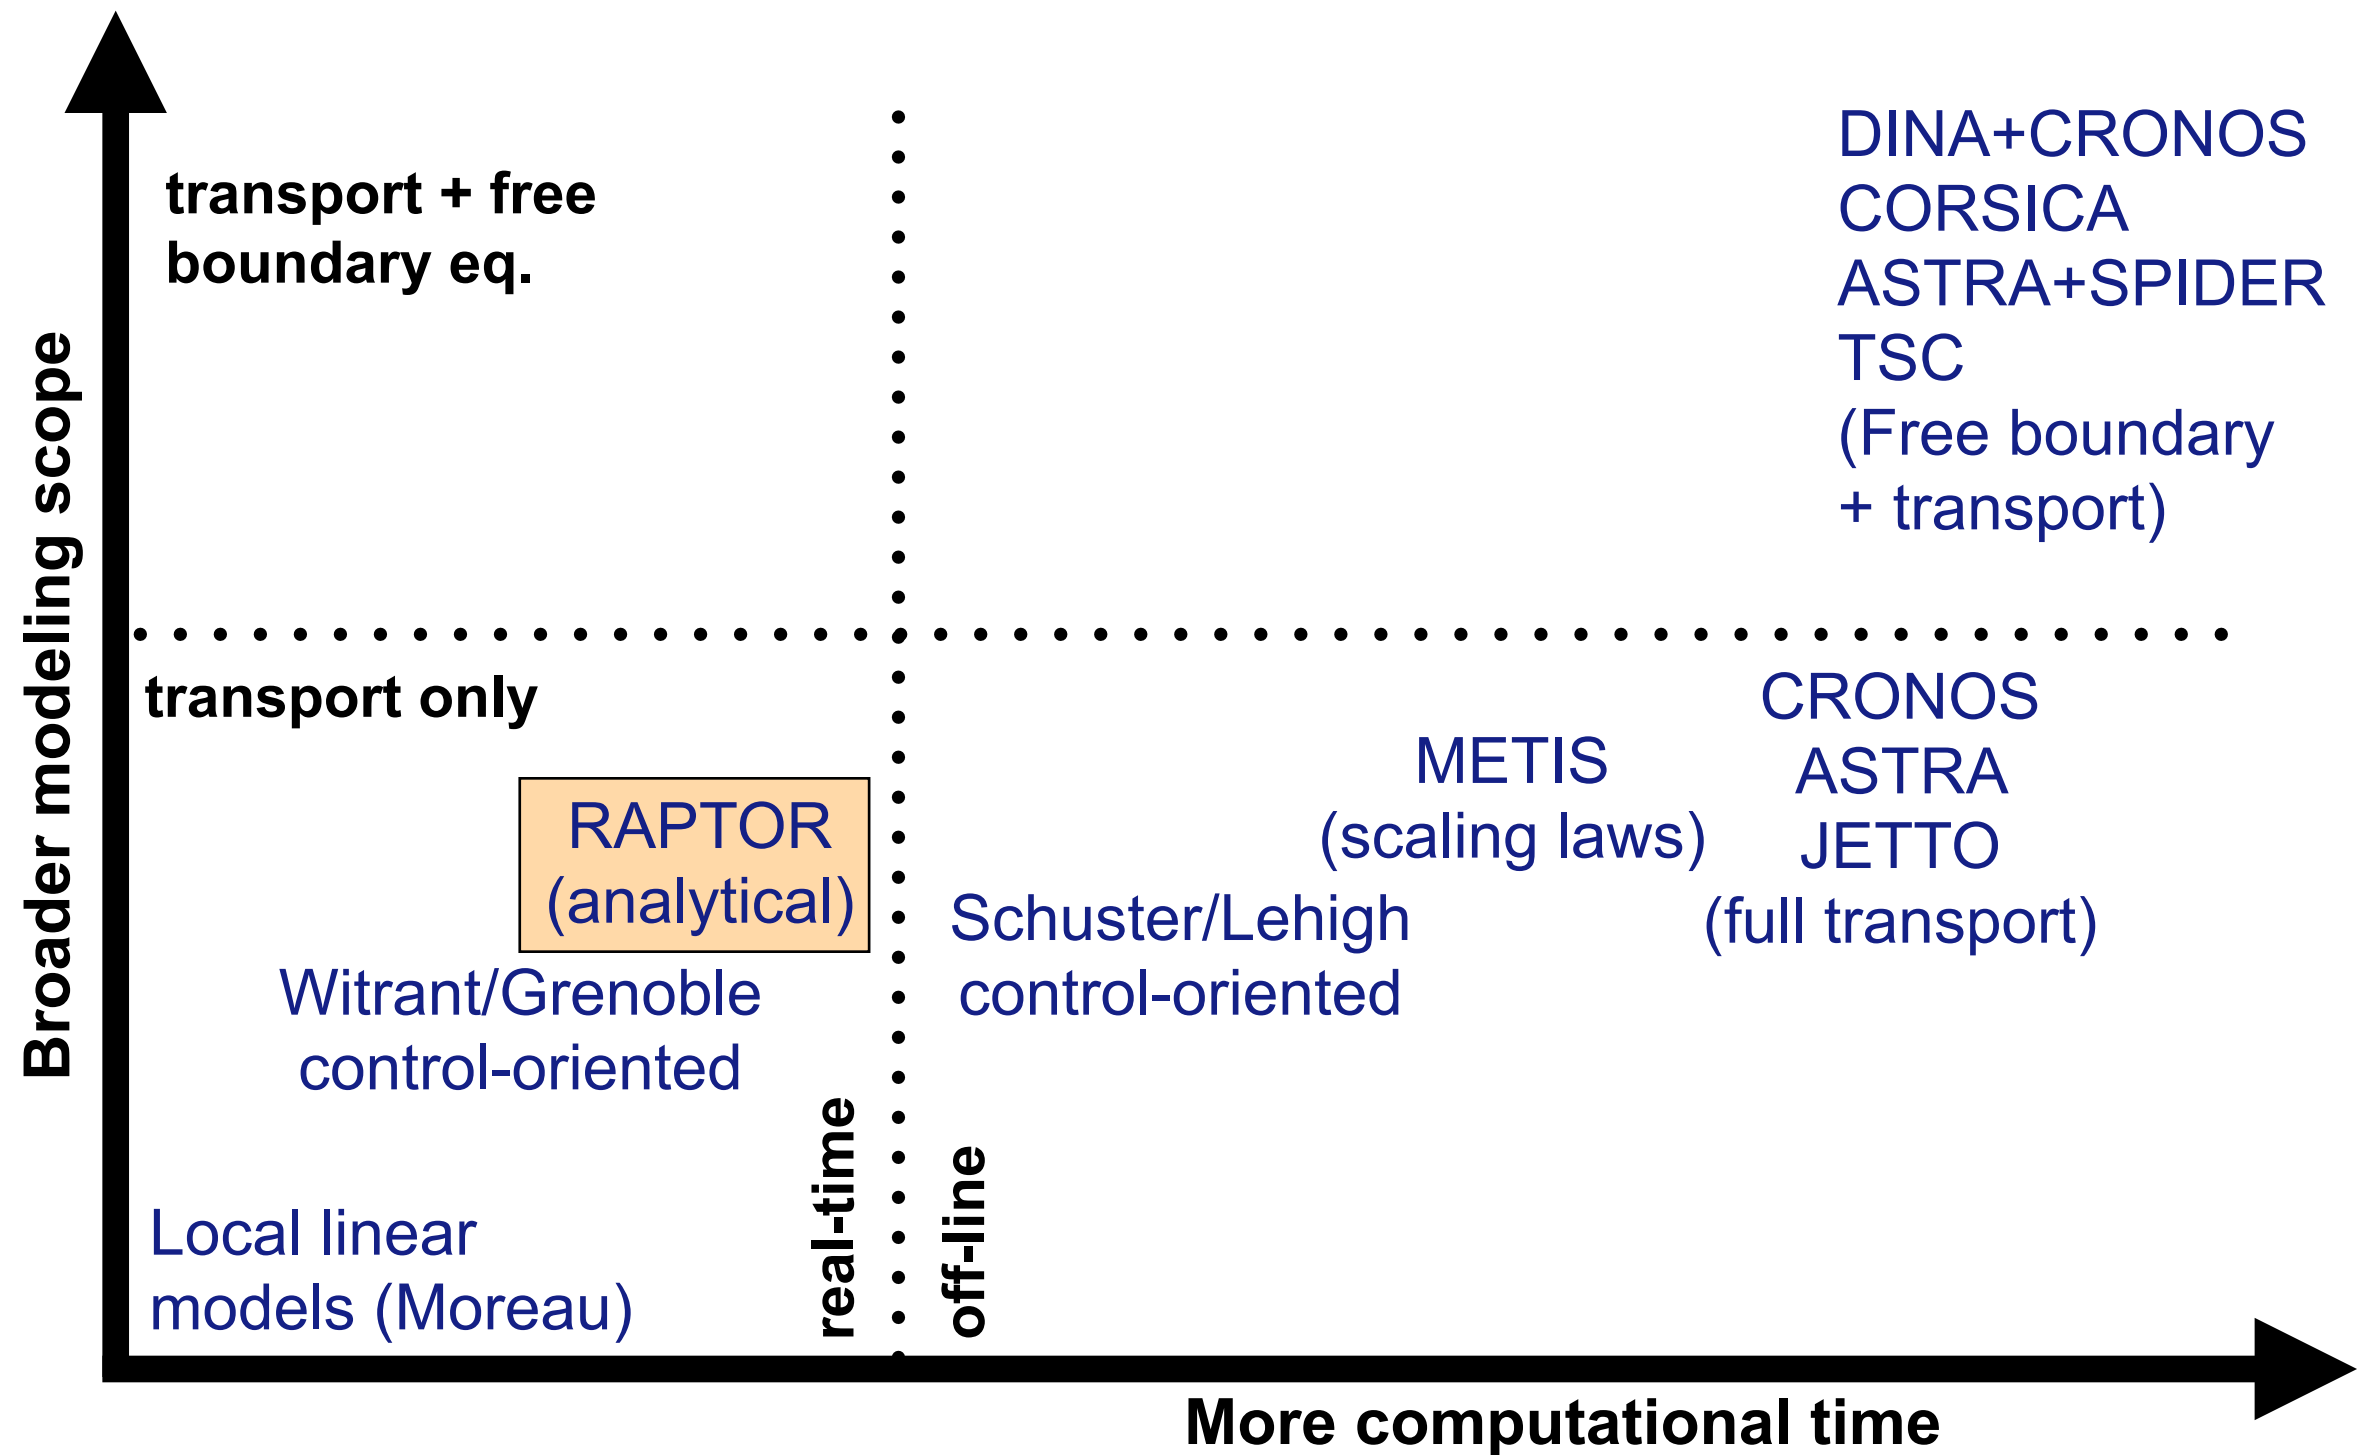 Broader modeling scope
transport + free
boundary eq.
DINA+CRONOS
CORSICA
ASTRA+SPIDER
TSC
(Free boundary
+ transport)
transport only
RAPTOR
(analytical)
Witrant/Grenoble
control-oriented
Local linear
models (Moreau)
real-time
off-line
Schuster/Lehigh
control-oriented
METIS
(scaling laws)
CRONOS
ASTRA
JETTO
(full transport)
More computational time